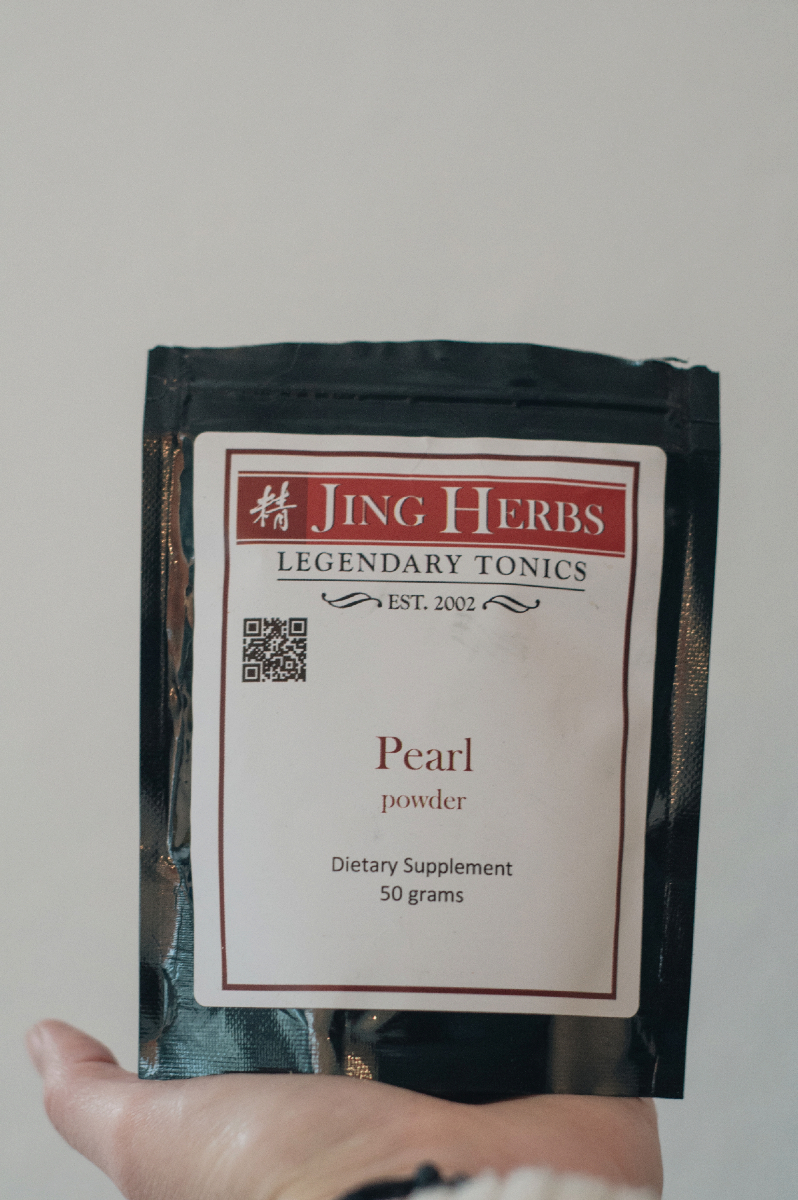 精 JING HERBS
LEGENDARY TONICS
EST. 2002
Pearl
powder
Dietary Supplement
50 grams